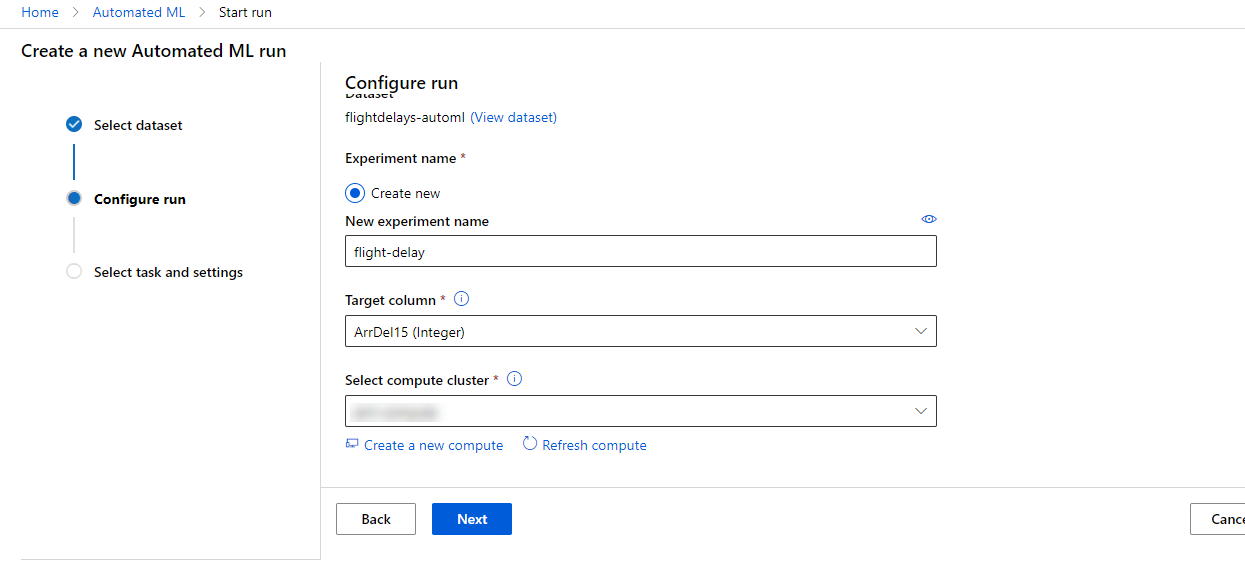 Home > Automated ML > Start run
Create a new Automated ML run
Select dataset
Configure run
Select task and settings
Configure run
Dataset
flightdelays-automl (View dataset)
Experiment name *
Create new
New experiment name
flight-delay
Target column *
ArrDel15 (Integer)
Select compute cluster *
Create a new compute Refresh compute
Back Next Cance